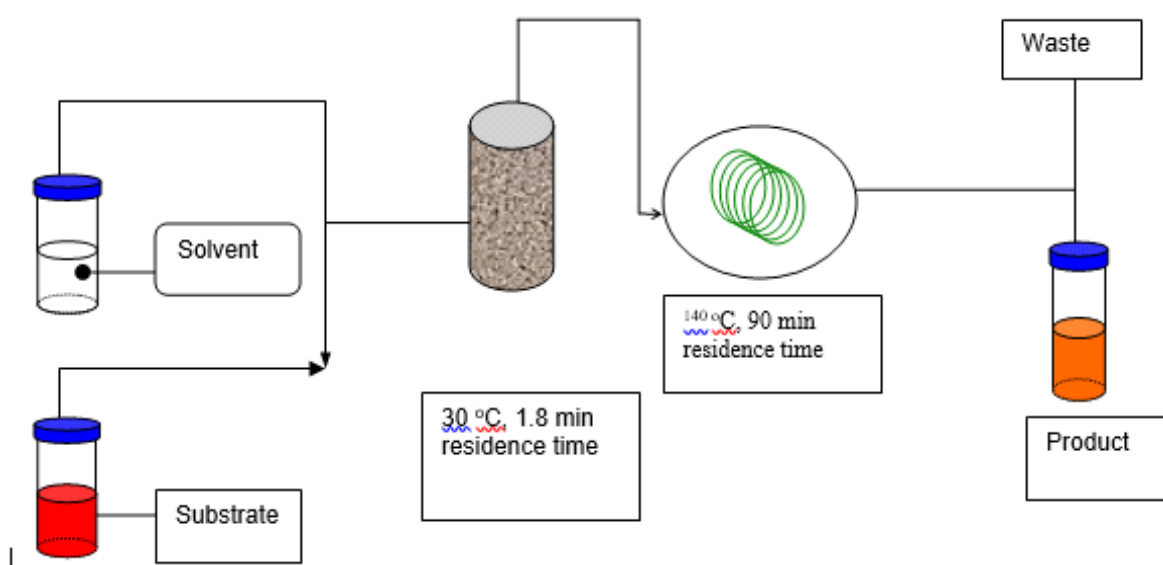 Waste
Solvent
140 °C, 90 min
residence time
30 °C, 1.8 min
residence time
Product
Substrate